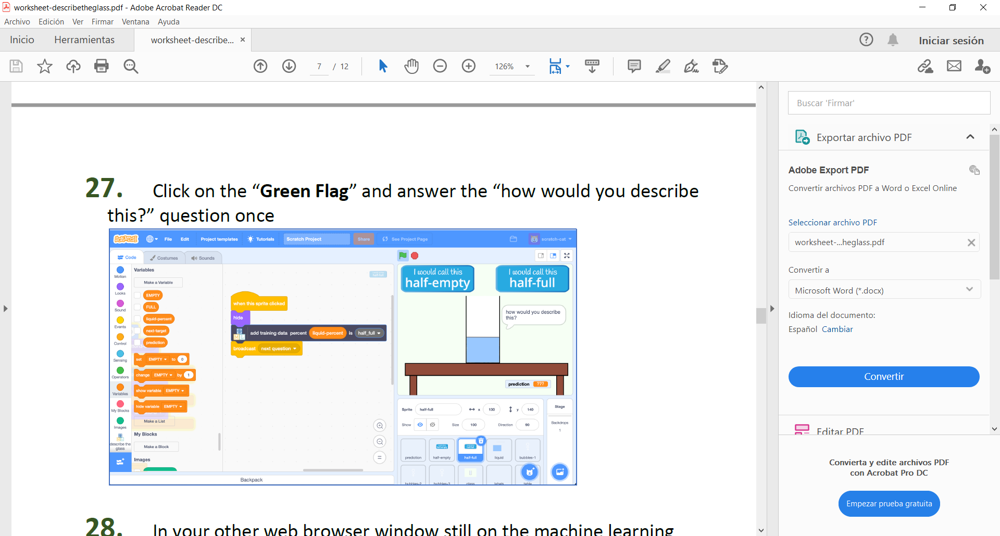 worksheet-describetheglass.pdf - Adobe Acrobat Reader DC
Archivo Edición Ver Firmar Ventana Ayuda
Inicio Herramientas worksheet-describe... Iniciar sesión
7 / 12 126%
Buscar 'Firmar'
Exportar archivo PDF
Adobe Export PDF
Convertir archivos PDF a Word o Excel Online
Seleccionar archivo PDF
worksheet-...heglass.pdf
Convertir a
Microsoft Word (*.docx)
Idioma del documento:
Español Cambiar
Convertir
Editar PDF
Convierta y edite archivos PDF
con Acrobat Pro DC
Empezar prueba gratuita
27. Click on the “Green Flag” and answer the “how would you describe
this?” question once
SCRATCH File Edit Project templates Tutorials Scratch Project Share See Project Page scratch-cat
Code Costumes Sounds
Motion
Looks
Sound
Events
Control
Sensing
Operators
Variables
My Blocks
Images
describe the
glass
Variables
Make a Variable
EMPTY
FULL
liquid-percent
next-target
prediction
set EMPTY to 0
change EMPTY by 1
show variable EMPTY
hide variable EMPTY
Make a List
My Blocks
Make a Block
Images
when this sprite clicked
hide
add training data percent liquid-percent is half_full
broadcast next question
Backpack
I would call this
half-empty
I would call this
half-full
how would you describe
this?
prediction ???
Sprite half-full x 130 y 140
Show Size 100 Direction 90
Stage
Backdrops
1
prediction half-empty half-full liquid bubbles-1
bubbles-2 bubbles-3 glass labels table
28. In your other web browser window still on the machine learning